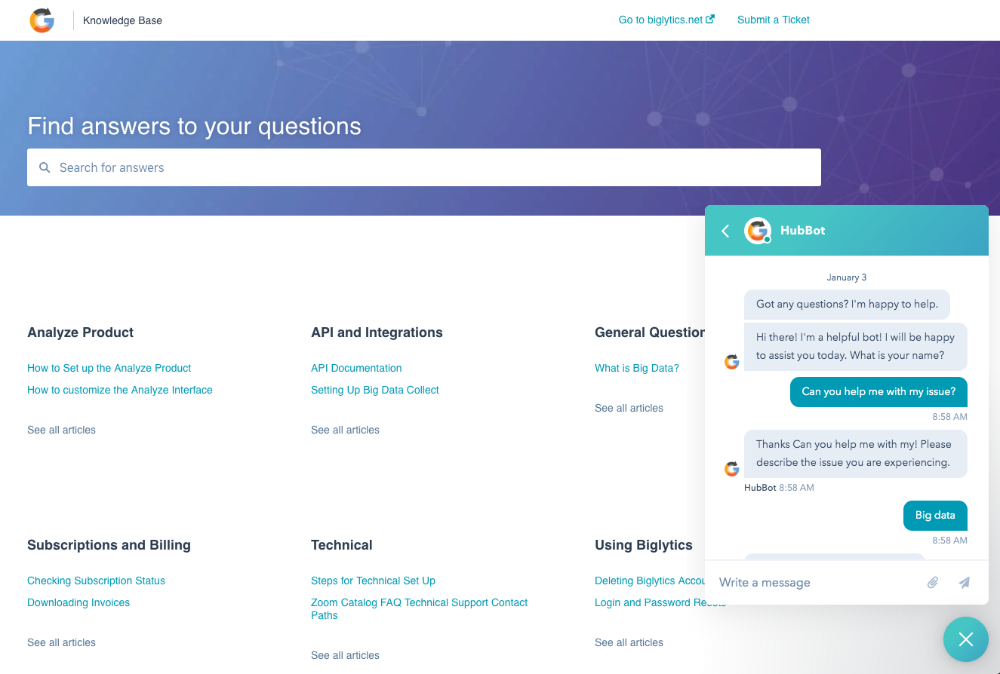 Knowledge Base
Go to biglytics.net
Submit a Ticket
Find answers to your questions
Search for answers
Analyze Product
How to Set up the Analyze Product
How to customize the Analyze Interface
See all articles
API and Integrations
API Documentation
Setting Up Big Data Collect
See all articles
General Question
What is Big Data?
See all articles
Subscriptions and Billing
Checking Subscription Status
Downloading Invoices
See all articles
Technical
Steps for Technical Set Up
Zoom Catalog FAQ Technical Support Contact
Paths
See all articles
Using Biglytics
Deleting Biglytics Accou
Login and Password Resets
See all articles
HubBot
January 3
Got any questions? I'm happy to help.
Hi there! I'm a helpful bot! I will be happy
to assist you today. What is your name?
Can you help me with my issue?
8:58 AM
Thanks Can you help me with my! Please
describe the issue you are experiencing.
HubBot 8:58 AM
Big data
8:58 AM
Write a message